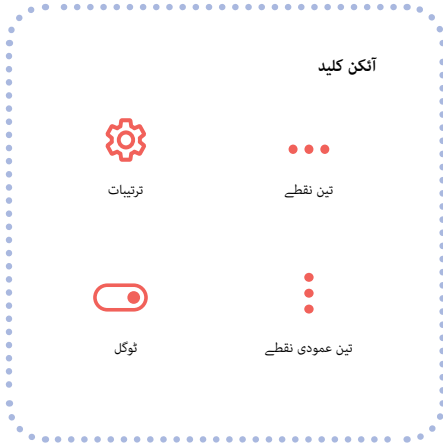 آئکن کلید
تین نقطے
ترتیبات
تین عمودی نقطے
ٹوگل